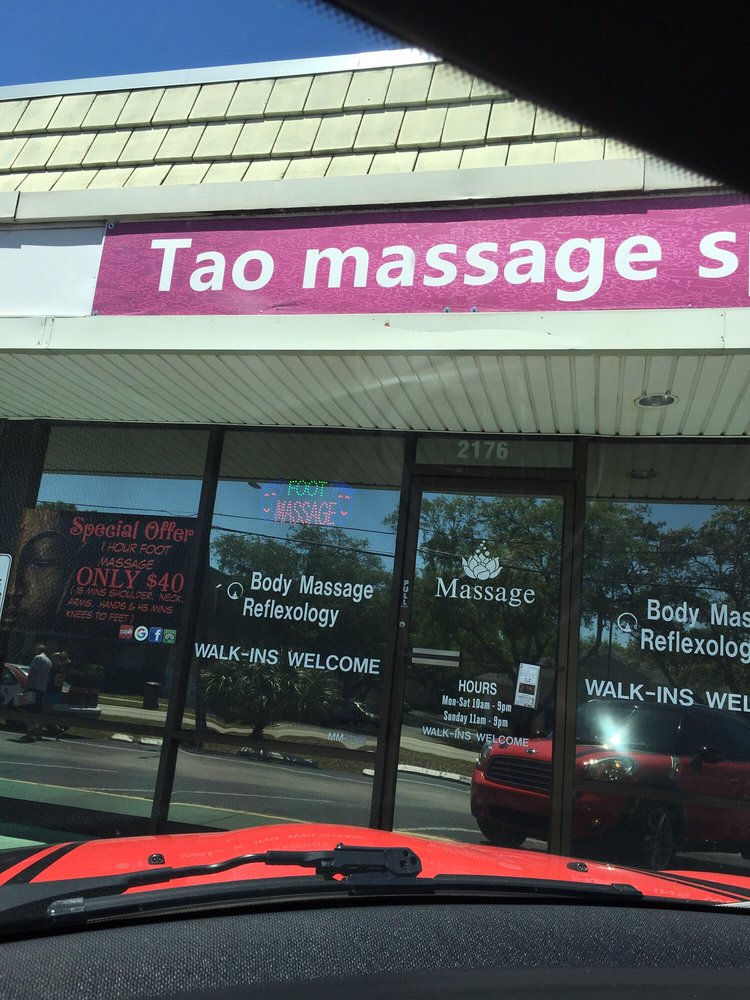 Tao massage
2176
FOOT
MASSAGE
Special Offer
1 HOUR FOOT
MASSAGE
ONLY $40
( 15 MINS SHOULDER, NECK
ARMS, HANDS & 45 MINS
KNEES TO FEET )
Body Massage
Reflexology
WALK-INS WELCOME
PULL
Massage
HOURS
Mon-Sat 10am - 9pm
Sunday 11am - 9pm
WALK-INS WELCOME
Body Mas
Reflexology
WALK-INS WEL